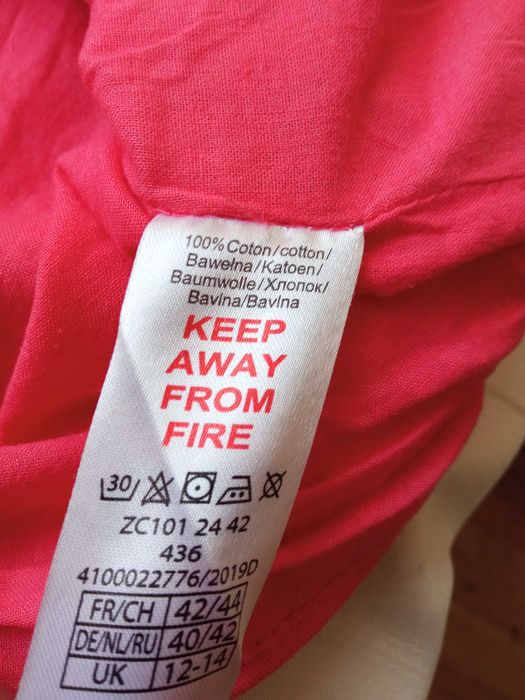 100% Coton/cotton/
Bawełna/Katoen/
Baumwolle/Хлопок/
Bavlna/Bavlna
KEEP
AWAY
FROM
FIRE
30
ZC101 24 42
436
4100022776/2019D
FR/CH 42/44
DE/NL/RU 40/42
UK 12-14